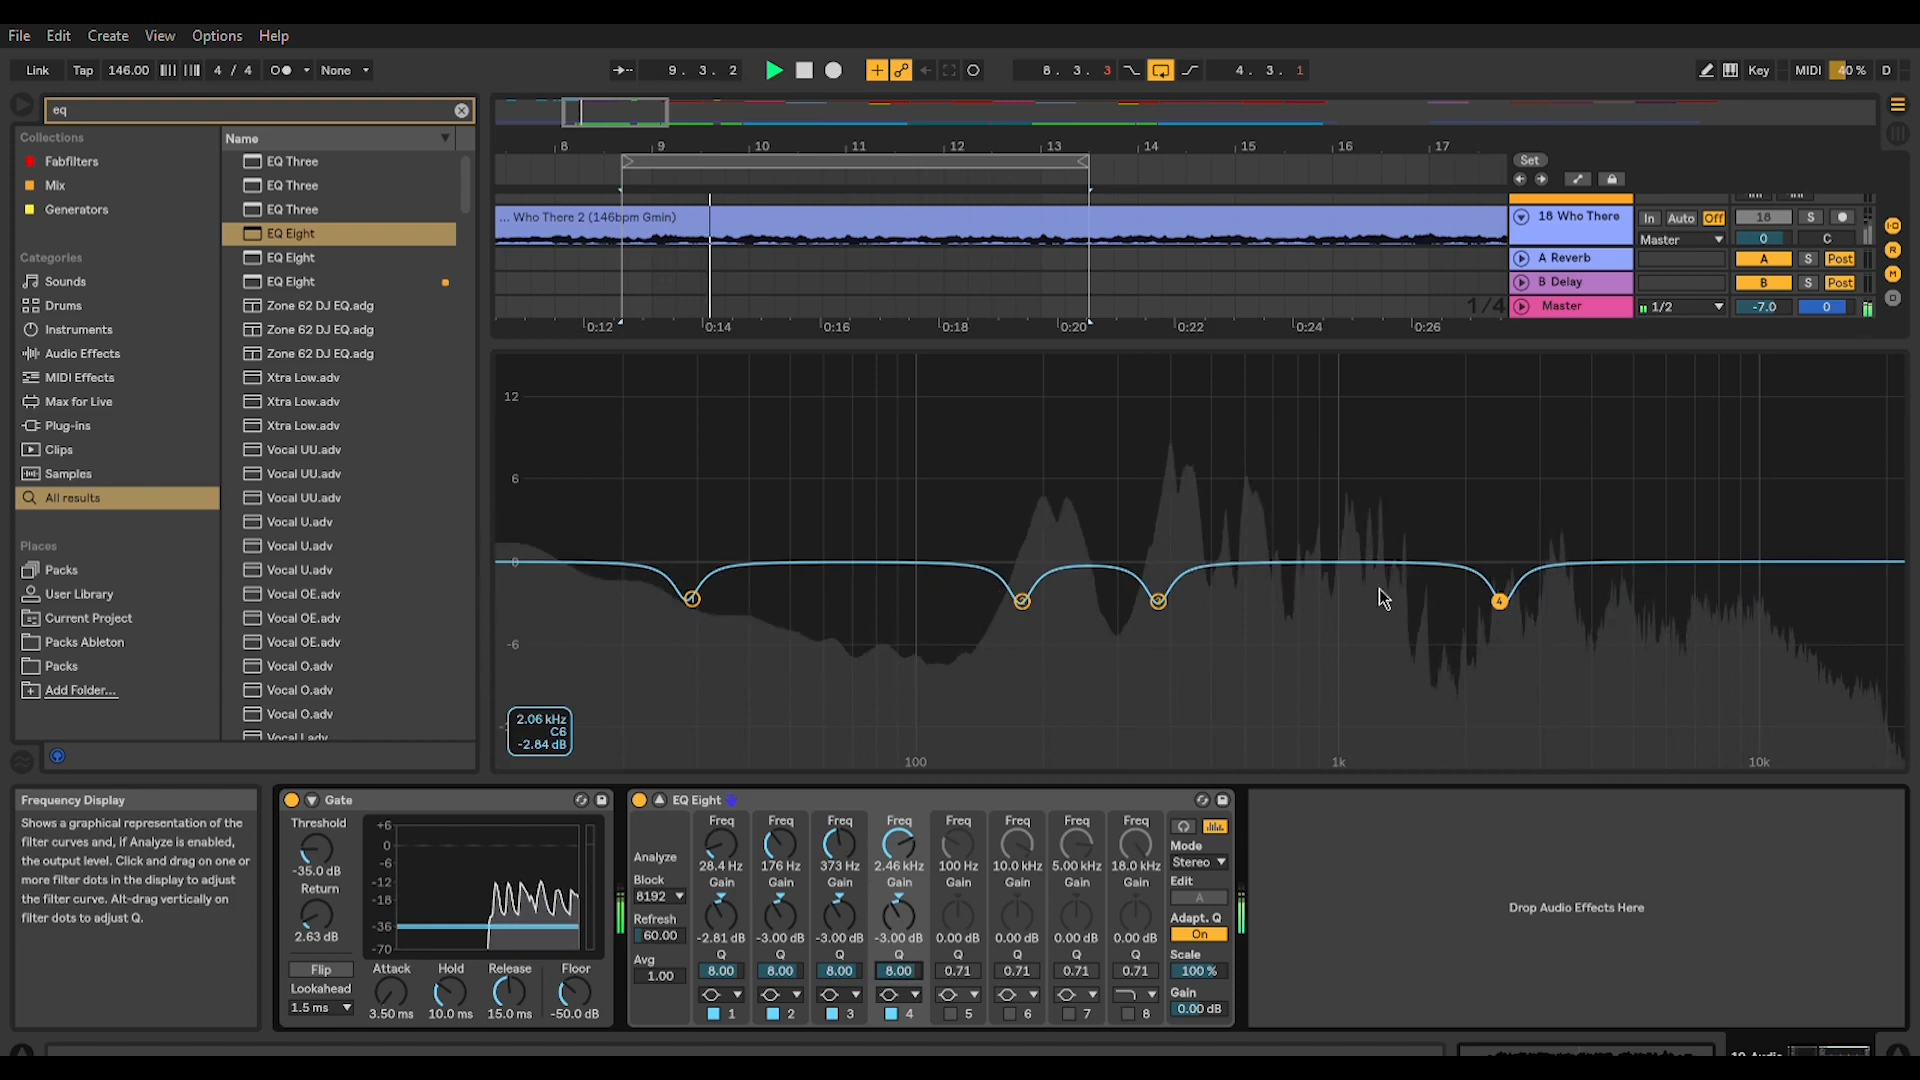 File Edit Create View Options Help
Link Tap 146.00 4 / 4 None 9. 3. 2 8. 3. 3 4. 3. 1 Key MIDI 40 % D
eq
Collections
Fabfilters
Mix
Generators
Categories
Sounds
Drums
Instruments
Audio Effects
MIDI Effects
Max for Live
Plug-ins
Clips
Samples
All results
Places
Packs
User Library
Current Project
Packs Ableton
Packs
Add Folder...
Name
EQ Three
EQ Three
EQ Three
EQ Eight
EQ Eight
EQ Eight
Zone 62 DJ EQ.adg
Zone 62 DJ EQ.adg
Zone 62 DJ EQ.adg
Xtra Low.adv
Xtra Low.adv
Xtra Low.adv
Vocal UU.adv
Vocal UU.adv
Vocal UU.adv
Vocal U.adv
Vocal U.adv
Vocal U.adv
Vocal OE.adv
Vocal OE.adv
Vocal OE.adv
Vocal O.adv
Vocal O.adv
Vocal O.adv
Vocal I.adv
8 9 10 11 12 13 14 15 16 17
Set
... Who There 2 (146bpm Gmin)
18 Who There In Auto Off 18 S
Master 0 C
A Reverb A S Post
B Delay B S Post
1/4 Master 1/2 -7.0 0
0:12 0:14 0:16 0:18 0:20 0:22 0:24 0:26
12
6
0
-6
1 2 3 4
2.06 kHz
C6
-2.84 dB
100 1k 10k
Frequency Display
Shows a graphical representation of the
filter curves and, if Analyze is enabled,
the output level. Click and drag on one or
more filter dots in the display to adjust
the filter curve. Alt-drag vertically on
filter dots to adjust Q.
Gate
Threshold
-35.0 dB
Return
2.63 dB
Flip
Lookahead
1.5 ms
+6
0
-6
-12
-18
-36
-70
Attack Hold Release Floor
3.50 ms 10.0 ms 15.0 ms -50.0 dB
EQ Eight
Analyze
Block
8192
Refresh
60.00
Avg
1.00
Freq Freq Freq Freq Freq Freq Freq Freq
28.4 Hz 176 Hz 373 Hz 2.46 kHz 100 Hz 10.0 kHz 5.00 kHz 18.0 kHz
Gain Gain Gain Gain Gain Gain Gain Gain
-2.81 dB -3.00 dB -3.00 dB -3.00 dB 0.00 dB 0.00 dB 0.00 dB 0.00 dB
Q Q Q Q Q Q Q Q
8.00 8.00 8.00 8.00 0.71 0.71 0.71 0.71
1 2 3 4 5 6 7 8
Mode
Stereo
Edit
A
Adapt. Q
On
Scale
100 %
Gain
0.00 dB
Drop Audio Effects Here